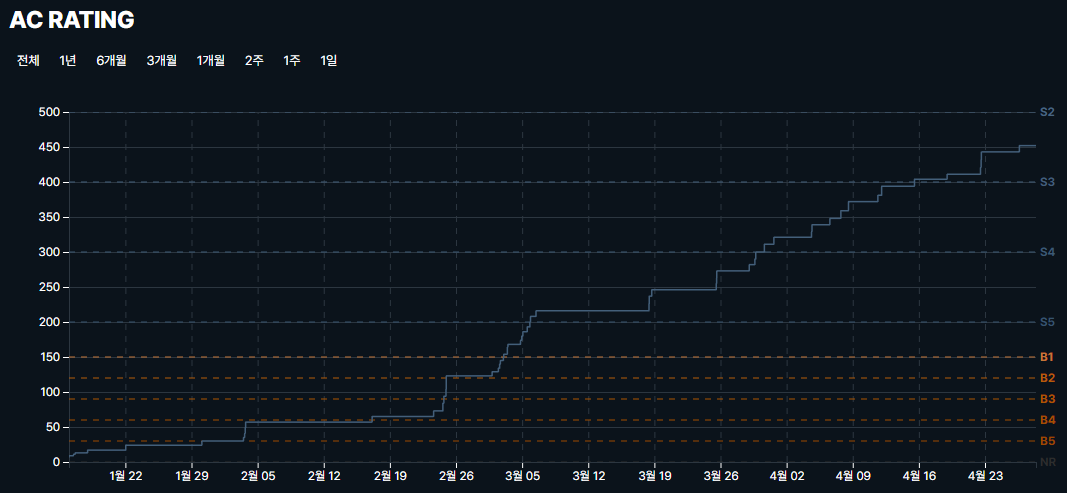 AC RATING
전체 1년 6개월 3개월 1개월 2주 1주 1일
500 S2
450
400 S3
350
300 S4
250
200 S5
150 B1
B2
100
B3
B4
50
B5
0 NR
1월 22 1월 29 2월 05 2월 12 2월 19 2월 26 3월 05 3월 12 3월 19 3월 26 4월 02 4월 09 4월 16 4월 23